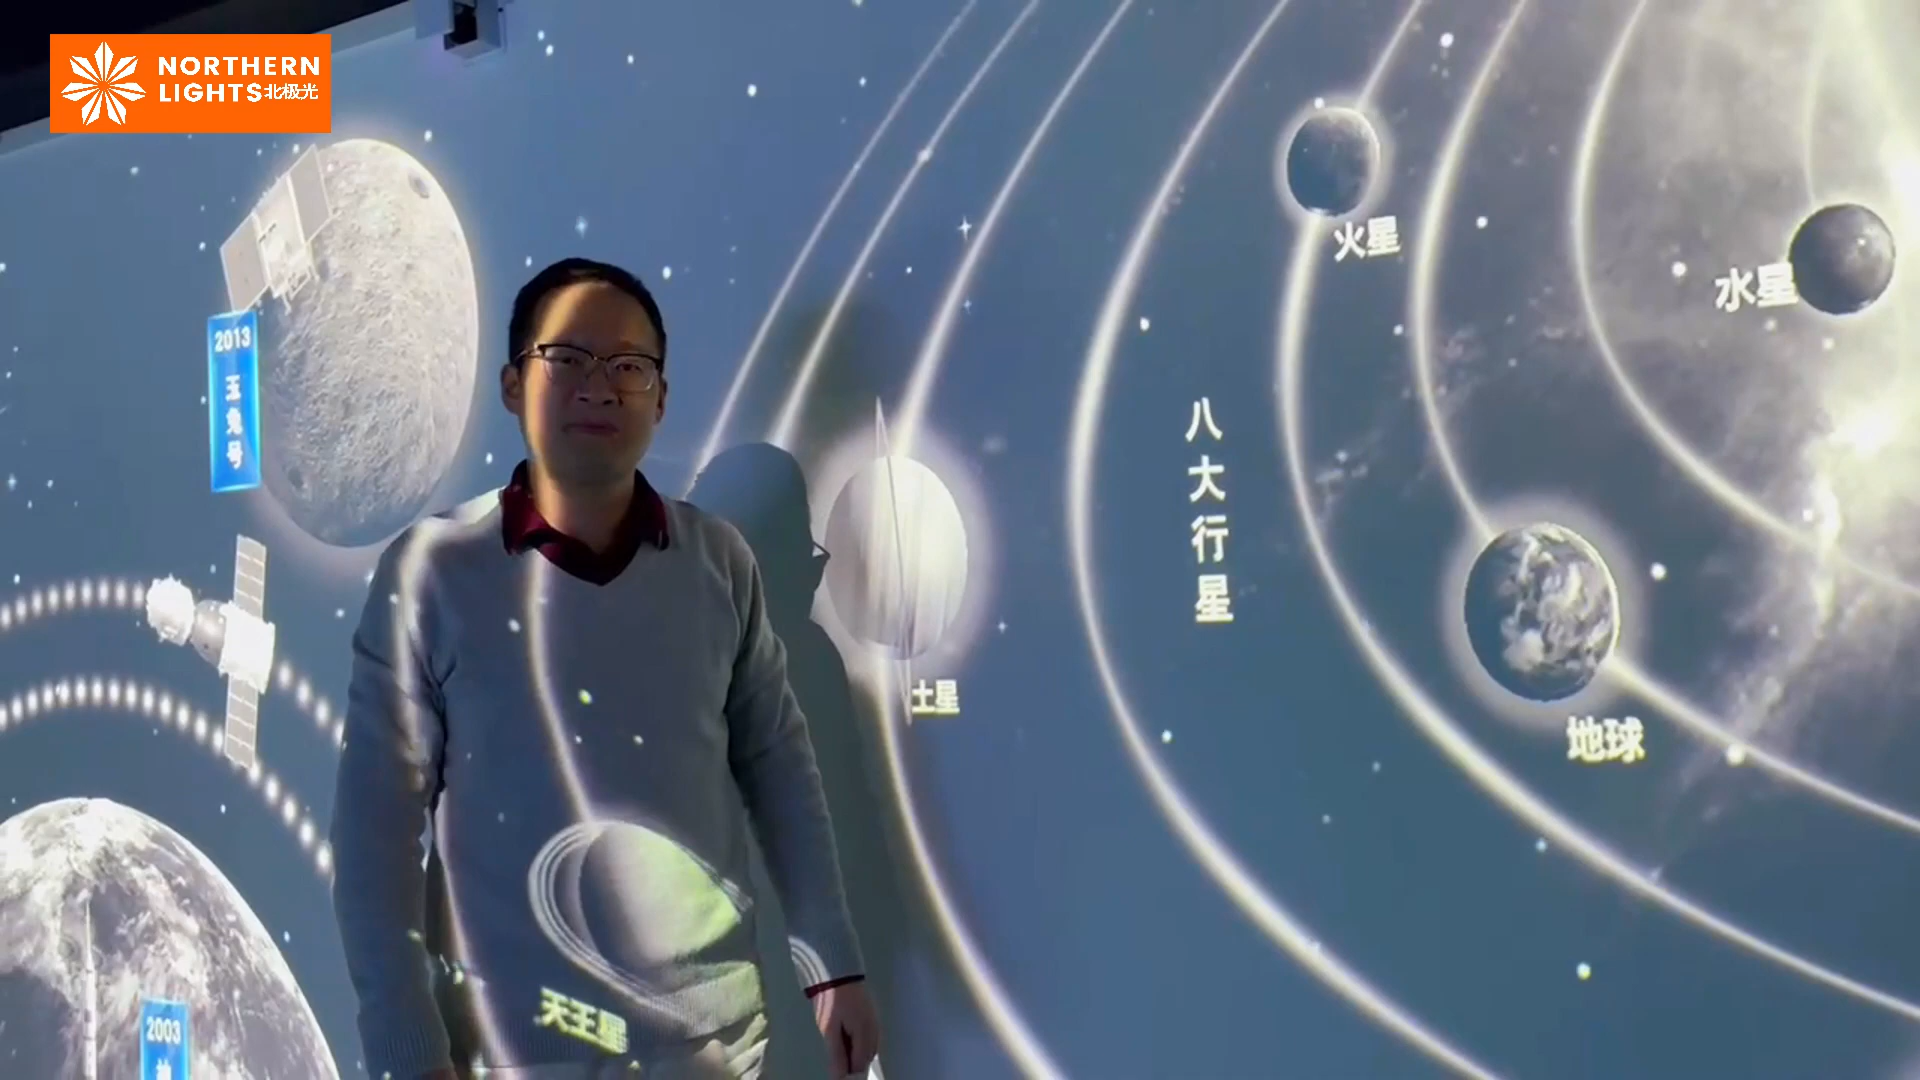 NORTHERN
LIGHTS北极光
火星
水星
2013
玉兔号
八大行星
土星
地球
天王星
2003